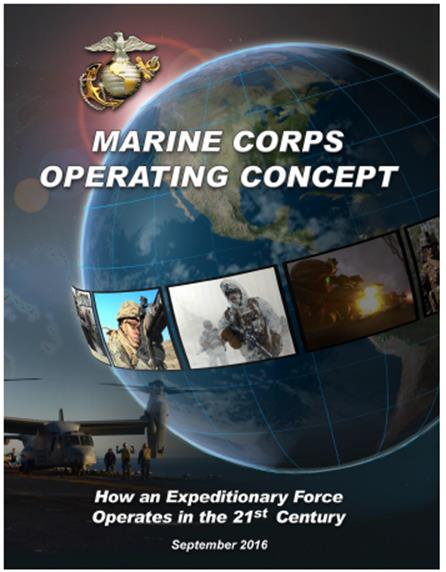 MARINE CORPS
OPERATING CONCEPT
How an Expeditionary Force
Operates in the 21st Century
September 2016